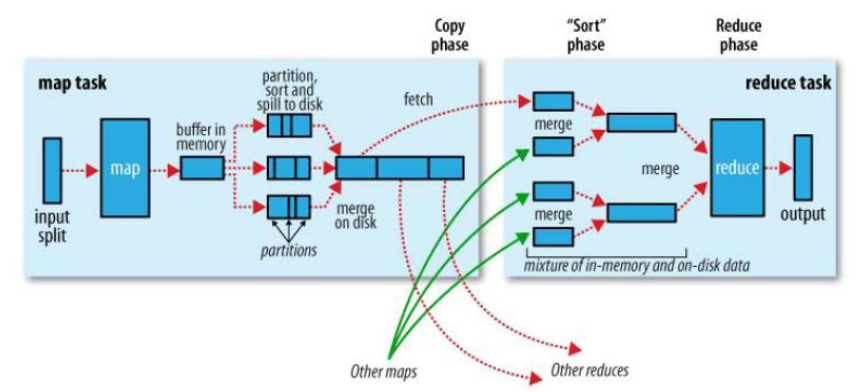 Copy
phase
"Sort"
phase
Reduce
phase
map task
partition,
sort and
spill to disk
fetch
reduce task
buffer in
memory
merge
map
merge
reduce
input
split
merge
on disk
merge
output
partitions
mixture of in-memory and on-disk data
Other maps
Other reduces